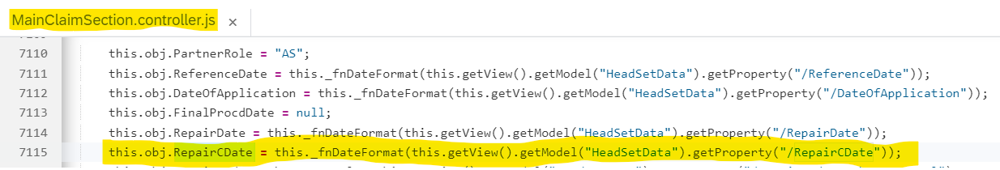 MainClaimSection.controller.js ×
7110 this.obj.PartnerRole = "AS";
7111 this.obj.ReferenceDate = this._fnDateFormat(this.getView().getModel("HeadSetData").getProperty("/ReferenceDate"));
7112 this.obj.DateOfApplication = this._fnDateFormat(this.getView().getModel("HeadSetData").getProperty("/DateOfApplication"));
7113 this.obj.FinalProcdDate = null;
7114 this.obj.RepairDate = this._fnDateFormat(this.getView().getModel("HeadSetData").getProperty("/RepairDate"));
7115 this.obj.RepairCDate = this._fnDateFormat(this.getView().getModel("HeadSetData").getProperty("/RepairCDate"));